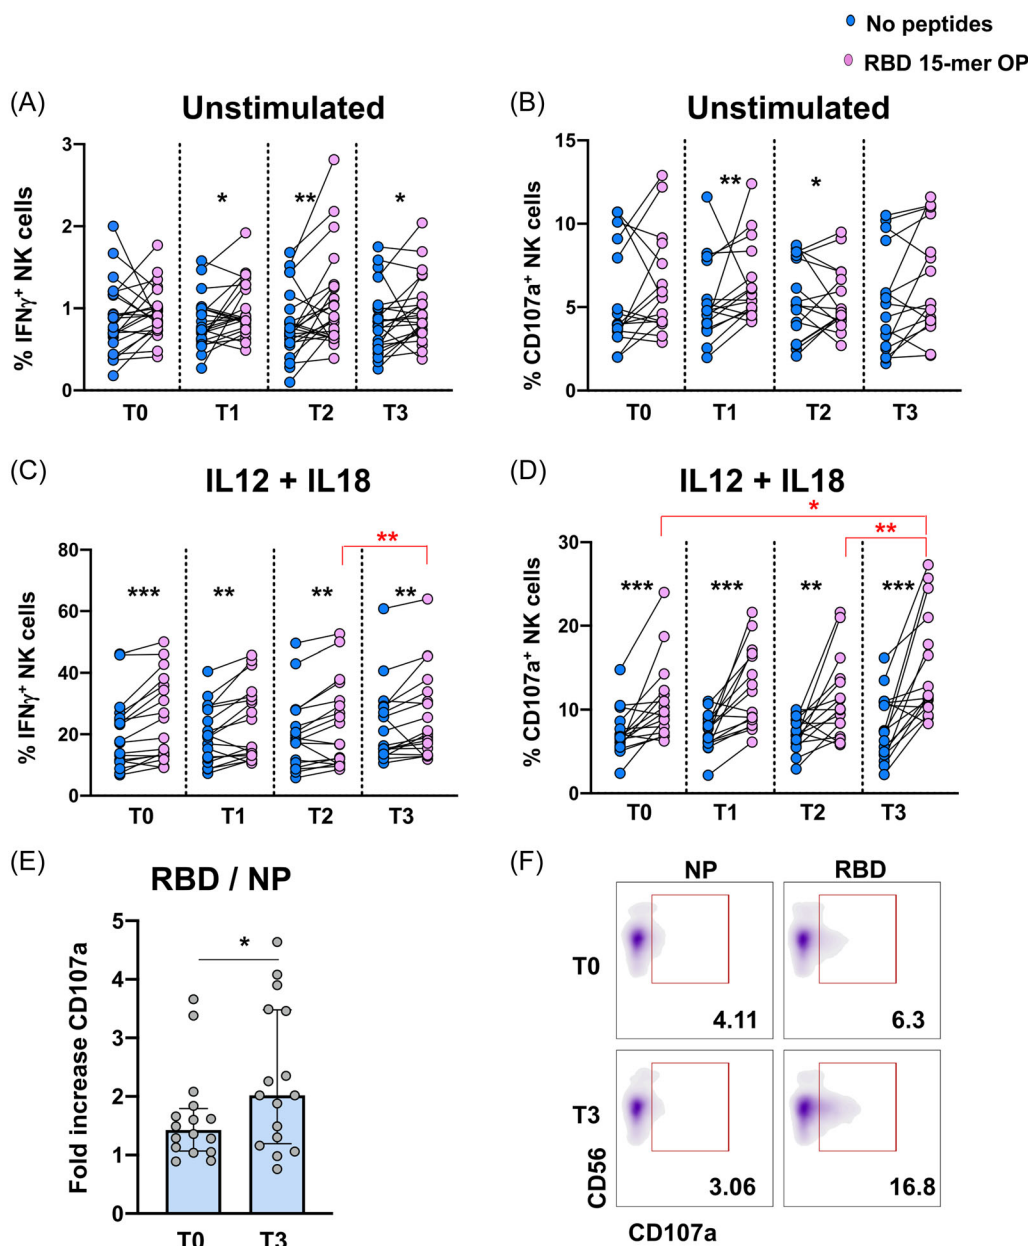 No peptides
RBD 15-mer OP
(A)
Unstimulated
% IFNγ⁺ NK cells
3
2
1
0
*
**
*
T0 T1 T2 T3
(B)
Unstimulated
% CD107a⁺ NK cells
15
10
5
0
**
*
T0 T1 T2 T3
(C)
IL12 + IL18
% IFNγ⁺ NK cells
80
60
40
20
0
**
*** ** ** **
T0 T1 T2 T3
(D)
IL12 + IL18
% CD107a⁺ NK cells
30
20
10
0
*
**
*** *** ** ***
T0 T1 T2 T3
(E)
RBD / NP
Fold increase CD107a
5
4
3
2
1
0
*
T0 T3
(F)
NP RBD
T0
4.11 6.3
T3
3.06 16.8
CD56
CD107a